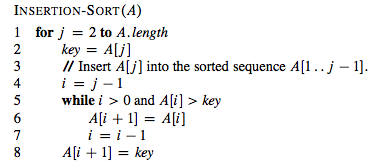 INSERTION-SORT(A)
1 for j = 2 to A.length
2 key = A[j]
3 // Insert A[j] into the sorted sequence A[1 . . j − 1].
4 i = j − 1
5 while i > 0 and A[i] > key
6 A[i + 1] = A[i]
7 i = i − 1
8 A[i + 1] = key